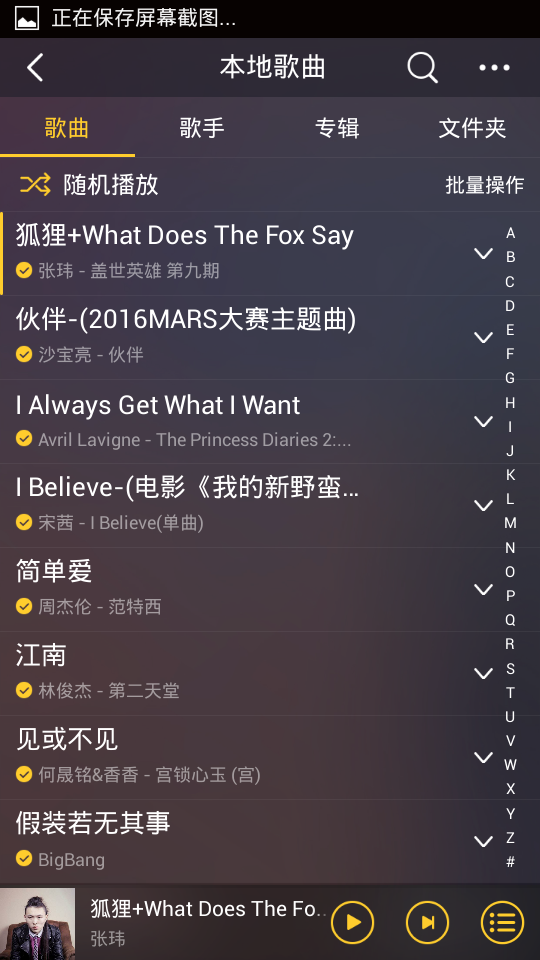 正在保存屏幕截图...
本地歌曲
歌曲 歌手 专辑 文件夹
随机播放 批量操作
狐狸+What Does The Fox Say
张玮 - 盖世英雄 第九期
伙伴-(2016MARS大赛主题曲)
沙宝亮 - 伙伴
I Always Get What I Want
Avril Lavigne - The Princess Diaries 2:...
I Believe-(电影《我的新野蛮...
宋茜 - I Believe(单曲)
简单爱
周杰伦 - 范特西
江南
林俊杰 - 第二天堂
见或不见
何晟铭&香香 - 宫锁心玉 (宫)
假装若无其事
BigBang
A
B
C
D
E
F
G
H
I
J
K
L
M
N
O
P
Q
R
S
T
U
V
W
X
Y
Z
#
狐狸+What Does The Fo..
张玮